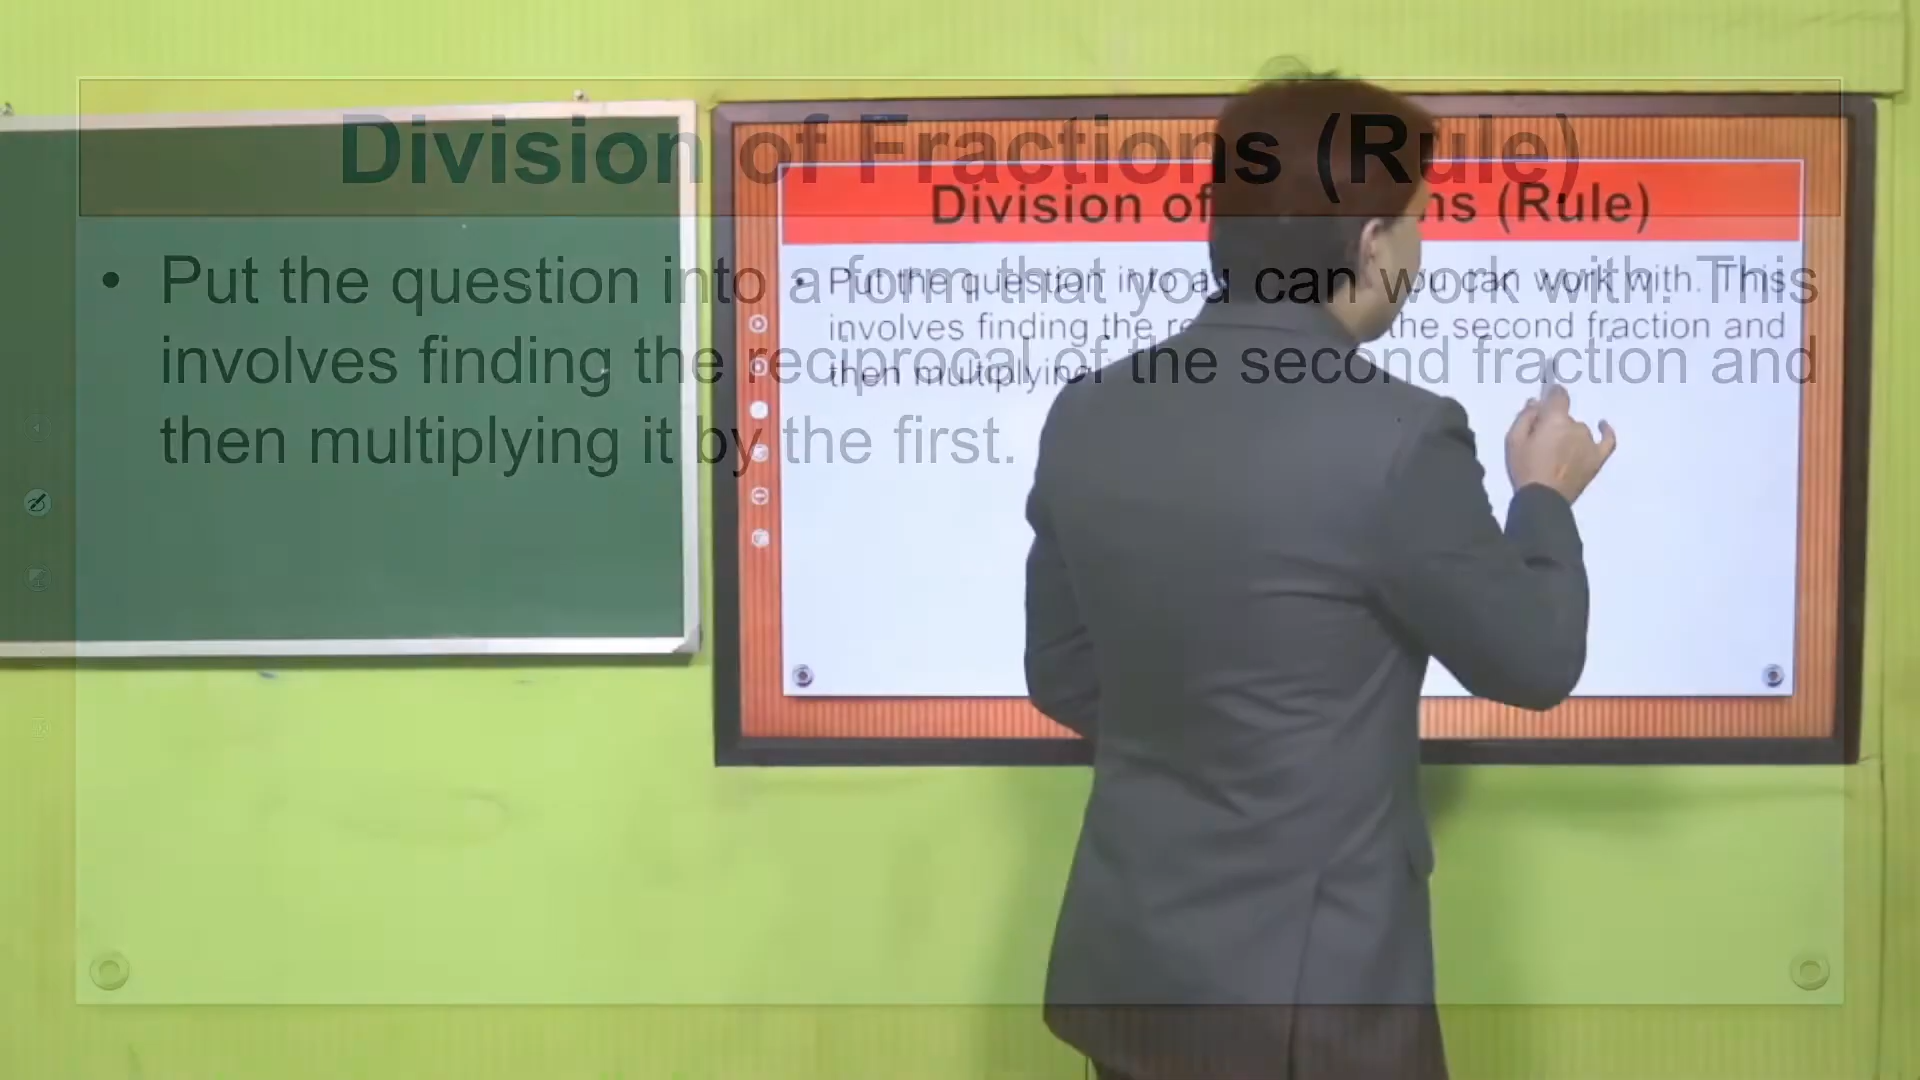 Division of Fractions (Rule)
• Put the question into a form that you can work with. This
involves finding the reciprocal of the second fraction and
then multiplying it by the first.
Division of ns (Rule)
• Put the question into a you can work with. This
involves finding the the second fraction and
then multiplying